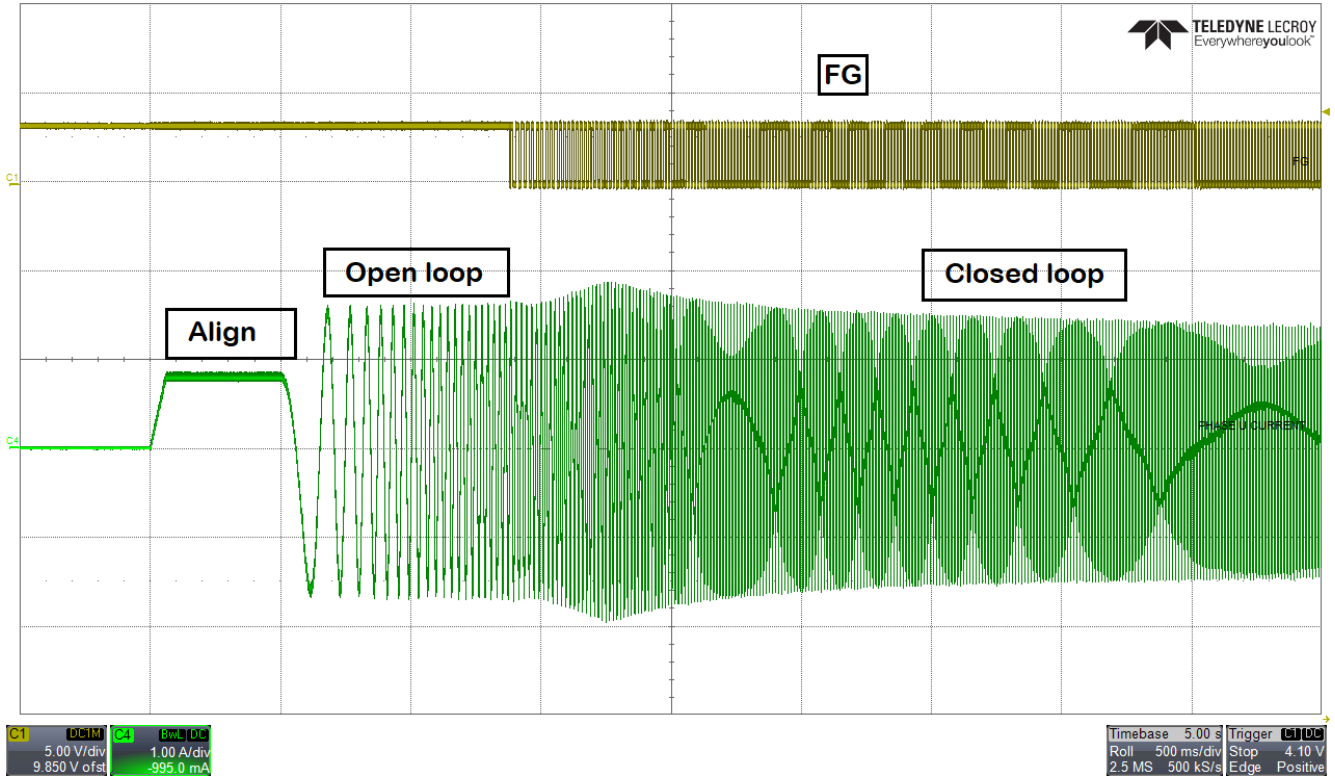 TELEDYNE LECROY
Everywhereyoulook™
FG
C1
FG
Open loop
Closed loop
Align
C4
PHASE U CURRENT
C1 DC1M
5.00 V/div
9.850 V ofst
C4 BwL DC
1.00 A/div
-995.0 mA
Timebase 5.00 s
Roll 500 ms/div
2.5 MS 500 kS/s
Trigger C1 DC
Stop 4.10 V
Edge Positive